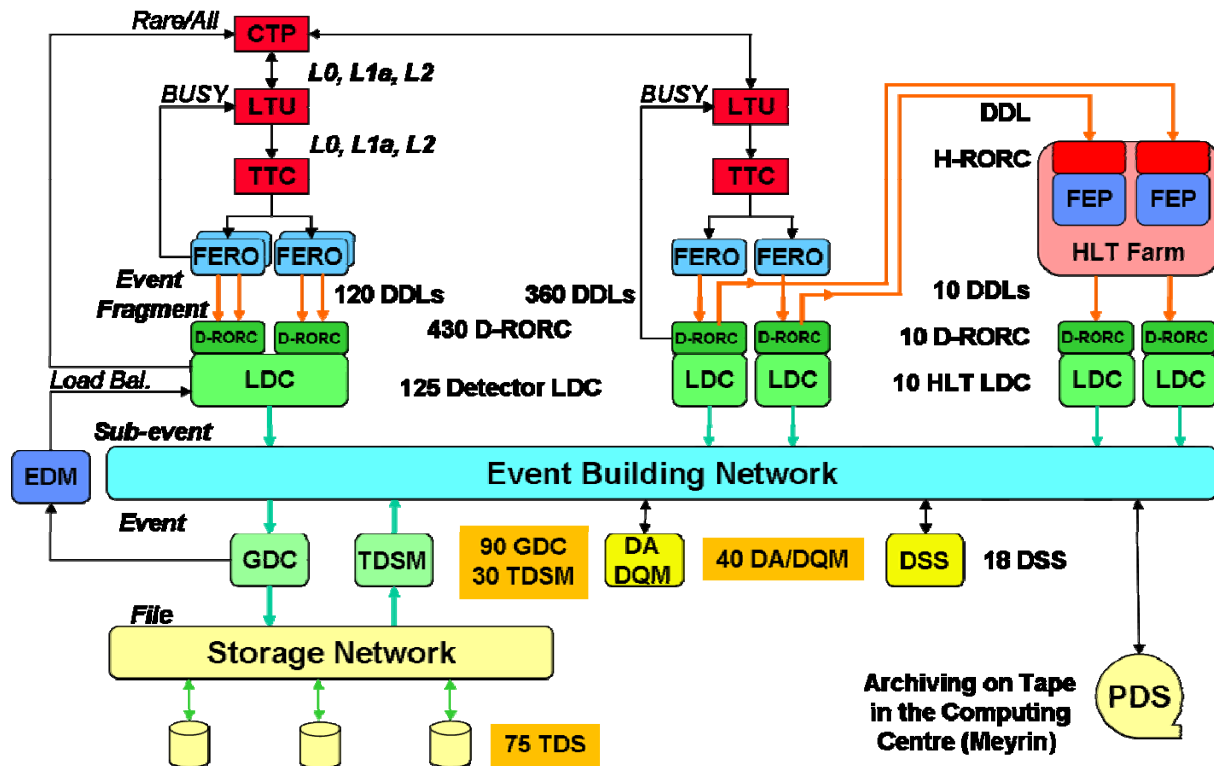 Rare/All
CTP
L0, L1a, L2
BUSY
LTU
BUSY
LTU
DDL
L0, L1a, L2
H-RORC
TTC
TTC
FEP
FEP
FERO
FERO
FERO
FERO
HLT Farm
Event
Fragment
120 DDLs
360 DDLs
10 DDLs
430 D-RORC
D-RORC
D-RORC
D-RORC
D-RORC
10 D-RORC
D-RORC
D-RORC
Load Bal.
LDC
125 Detector LDC
LDC
LDC
10 HLT LDC
LDC
LDC
Sub-event
EDM
Event Building Network
Event
GDC
TDSM
90 GDC
30 TDSM
DA
DQM
40 DA/DQM
DSS
18 DSS
File
Storage Network
Archiving on Tape
in the Computing
Centre (Meyrin)
PDS
75 TDS